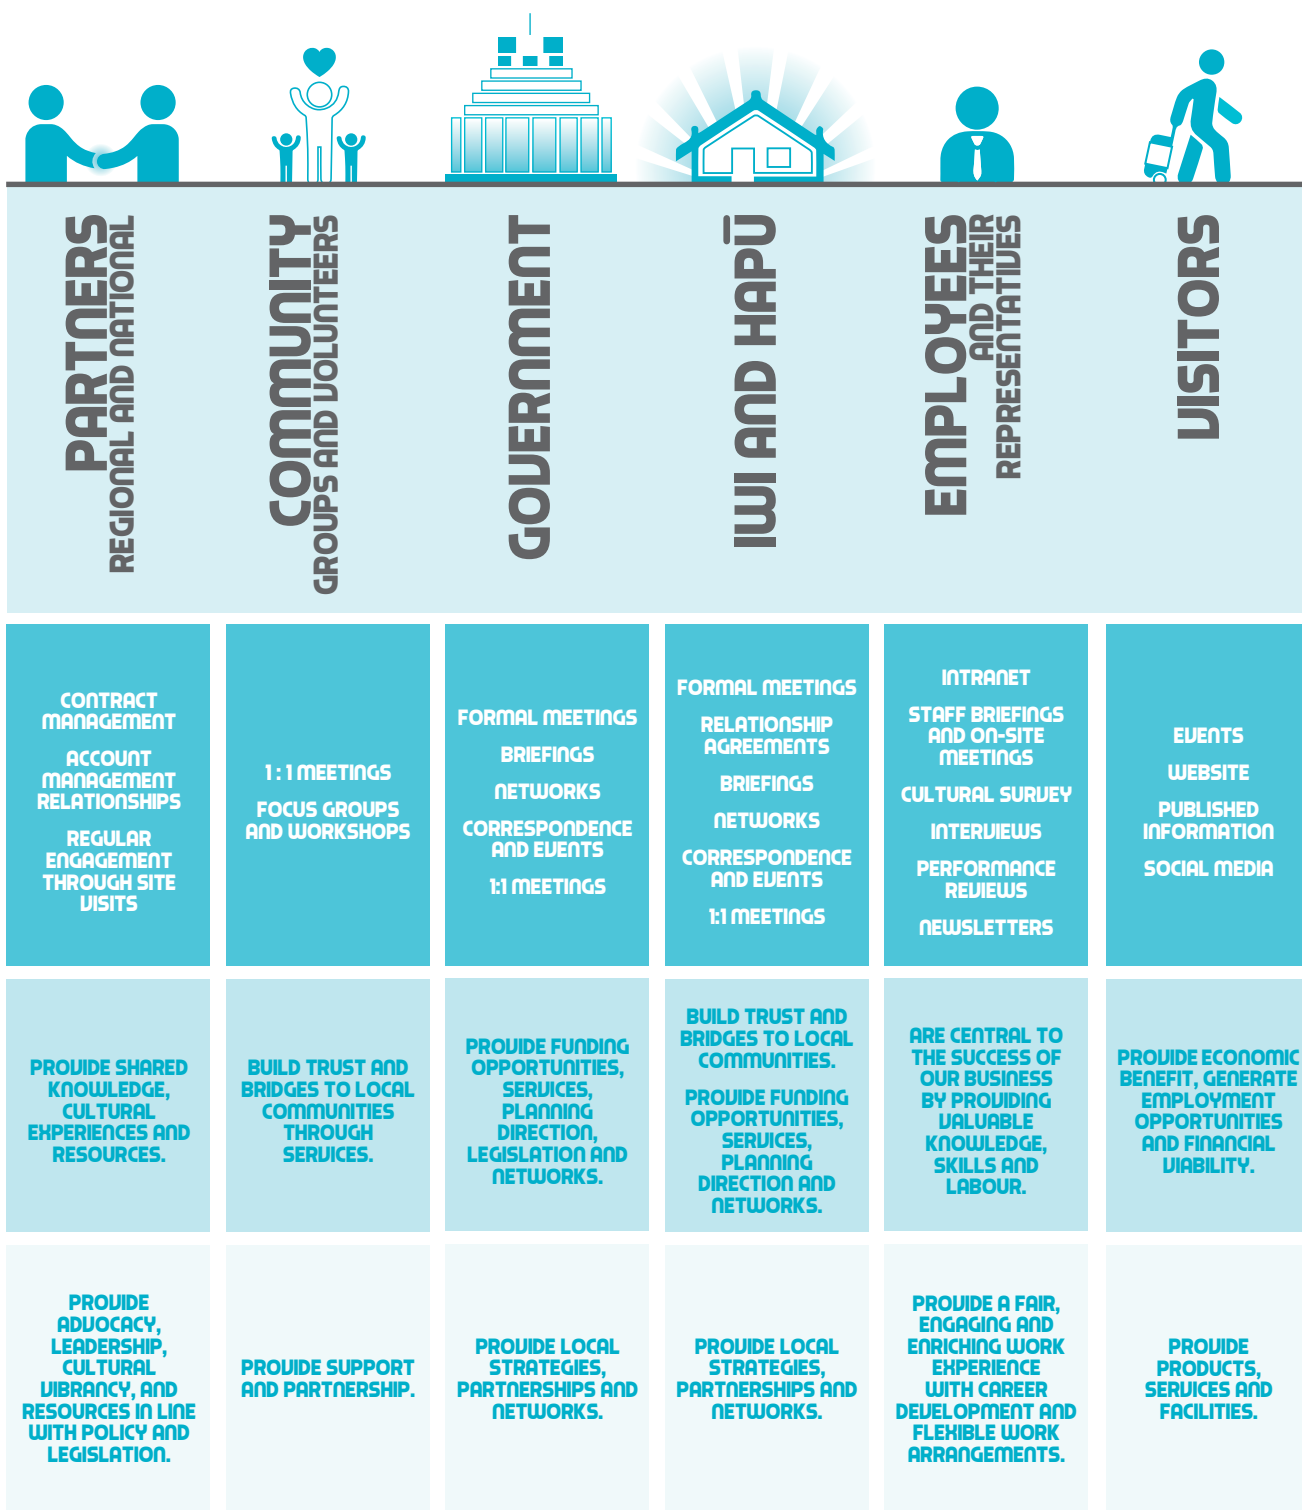 PARTNERS
REGIONAL AND NATIONAL
COMMUNITY
GROUPS AND VOLUNTEERS
GOVERNMENT
IWI AND HAPŪ
EMPLOYEES
AND THEIR
REPRESENTATIVES
VISITORS
CONTRACT
MANAGEMENT
ACCOUNT
MANAGEMENT
RELATIONSHIPS
REGULAR
ENGAGEMENT
THROUGH SITE
VISITS
1 : 1 MEETINGS
FOCUS GROUPS
AND WORKSHOPS
FORMAL MEETINGS
BRIEFINGS
NETWORKS
CORRESPONDENCE
AND EVENTS
1:1 MEETINGS
FORMAL MEETINGS
RELATIONSHIP
AGREEMENTS
BRIEFINGS
NETWORKS
CORRESPONDENCE
AND EVENTS
1:1 MEETINGS
INTRANET
STAFF BRIEFINGS
AND ON-SITE
MEETINGS
CULTURAL SURVEY
INTERVIEWS
PERFORMANCE
REVIEWS
NEWSLETTERS
EVENTS
WEBSITE
PUBLISHED
INFORMATION
SOCIAL MEDIA
PROVIDE SHARED
KNOWLEDGE,
CULTURAL
EXPERIENCES AND
RESOURCES.
BUILD TRUST AND
BRIDGES TO LOCAL
COMMUNITIES
THROUGH
SERVICES.
PROVIDE FUNDING
OPPORTUNITIES,
SERVICES,
PLANNING
DIRECTION,
LEGISLATION AND
NETWORKS.
BUILD TRUST AND
BRIDGES TO LOCAL
COMMUNITIES.
PROVIDE FUNDING
OPPORTUNITIES,
SERVICES,
PLANNING
DIRECTION AND
NETWORKS.
ARE CENTRAL TO
THE SUCCESS OF
OUR BUSINESS
BY PROVIDING
VALUABLE
KNOWLEDGE,
SKILLS AND
LABOUR.
PROVIDE ECONOMIC
BENEFIT, GENERATE
EMPLOYMENT
OPPORTUNITIES
AND FINANCIAL
VIABILITY.
PROVIDE
ADVOCACY,
LEADERSHIP,
CULTURAL
VIBRANCY, AND
RESOURCES IN LINE
WITH POLICY AND
LEGISLATION.
PROVIDE SUPPORT
AND PARTNERSHIP.
PROVIDE LOCAL
STRATEGIES,
PARTNERSHIPS AND
NETWORKS.
PROVIDE LOCAL
STRATEGIES,
PARTNERSHIPS AND
NETWORKS.
PROVIDE A FAIR,
ENGAGING AND
ENRICHING WORK
EXPERIENCE
WITH CAREER
DEVELOPMENT AND
FLEXIBLE WORK
ARRANGEMENTS.
PROVIDE
PRODUCTS,
SERVICES AND
FACILITIES.